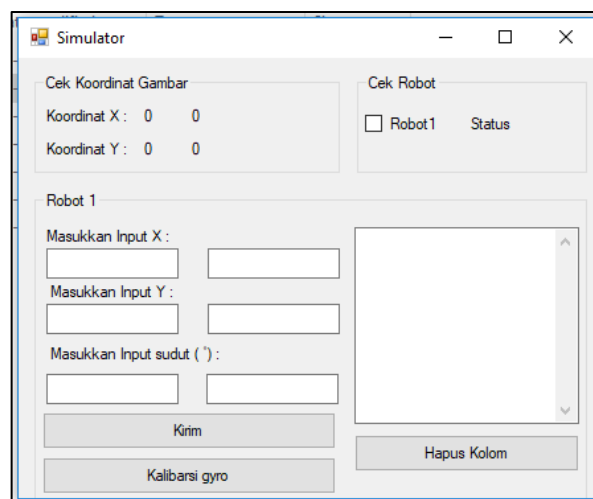 Simulator
Cek Koordinat Gambar
Koordinat X : 0 0
Koordinat Y : 0 0
Cek Robot
Robot1 Status
Robot 1
Masukkan Input X :
Masukkan Input Y :
Masukkan Input sudut ( °) :
Kirim
Kalibarsi gyro
Hapus Kolom